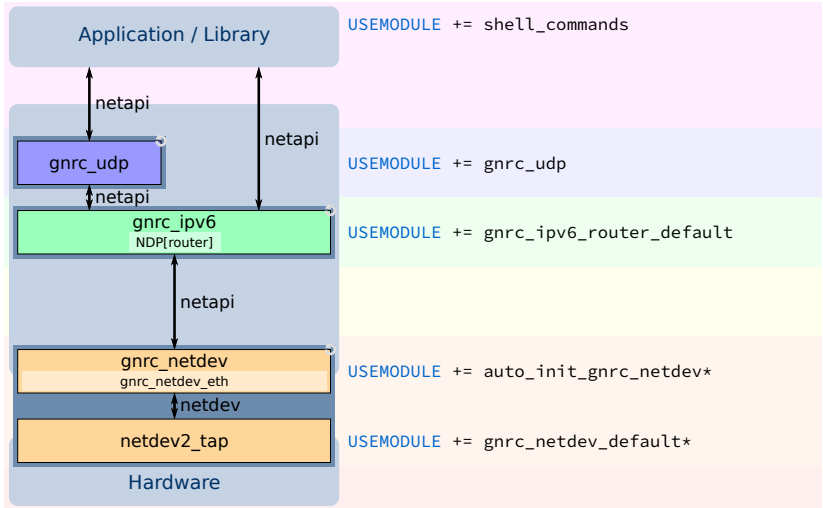 Application / Library
USEMODULE += shell_commands
netapi
netapi
gnrc_udp
USEMODULE += gnrc_udp
netapi
gnrc_ipv6
NDP[router]
USEMODULE += gnrc_ipv6_router_default
netapi
gnrc_netdev
gnrc_netdev_eth
USEMODULE += auto_init_gnrc_netdev*
netdev
netdev2_tap
USEMODULE += gnrc_netdev_default*
Hardware